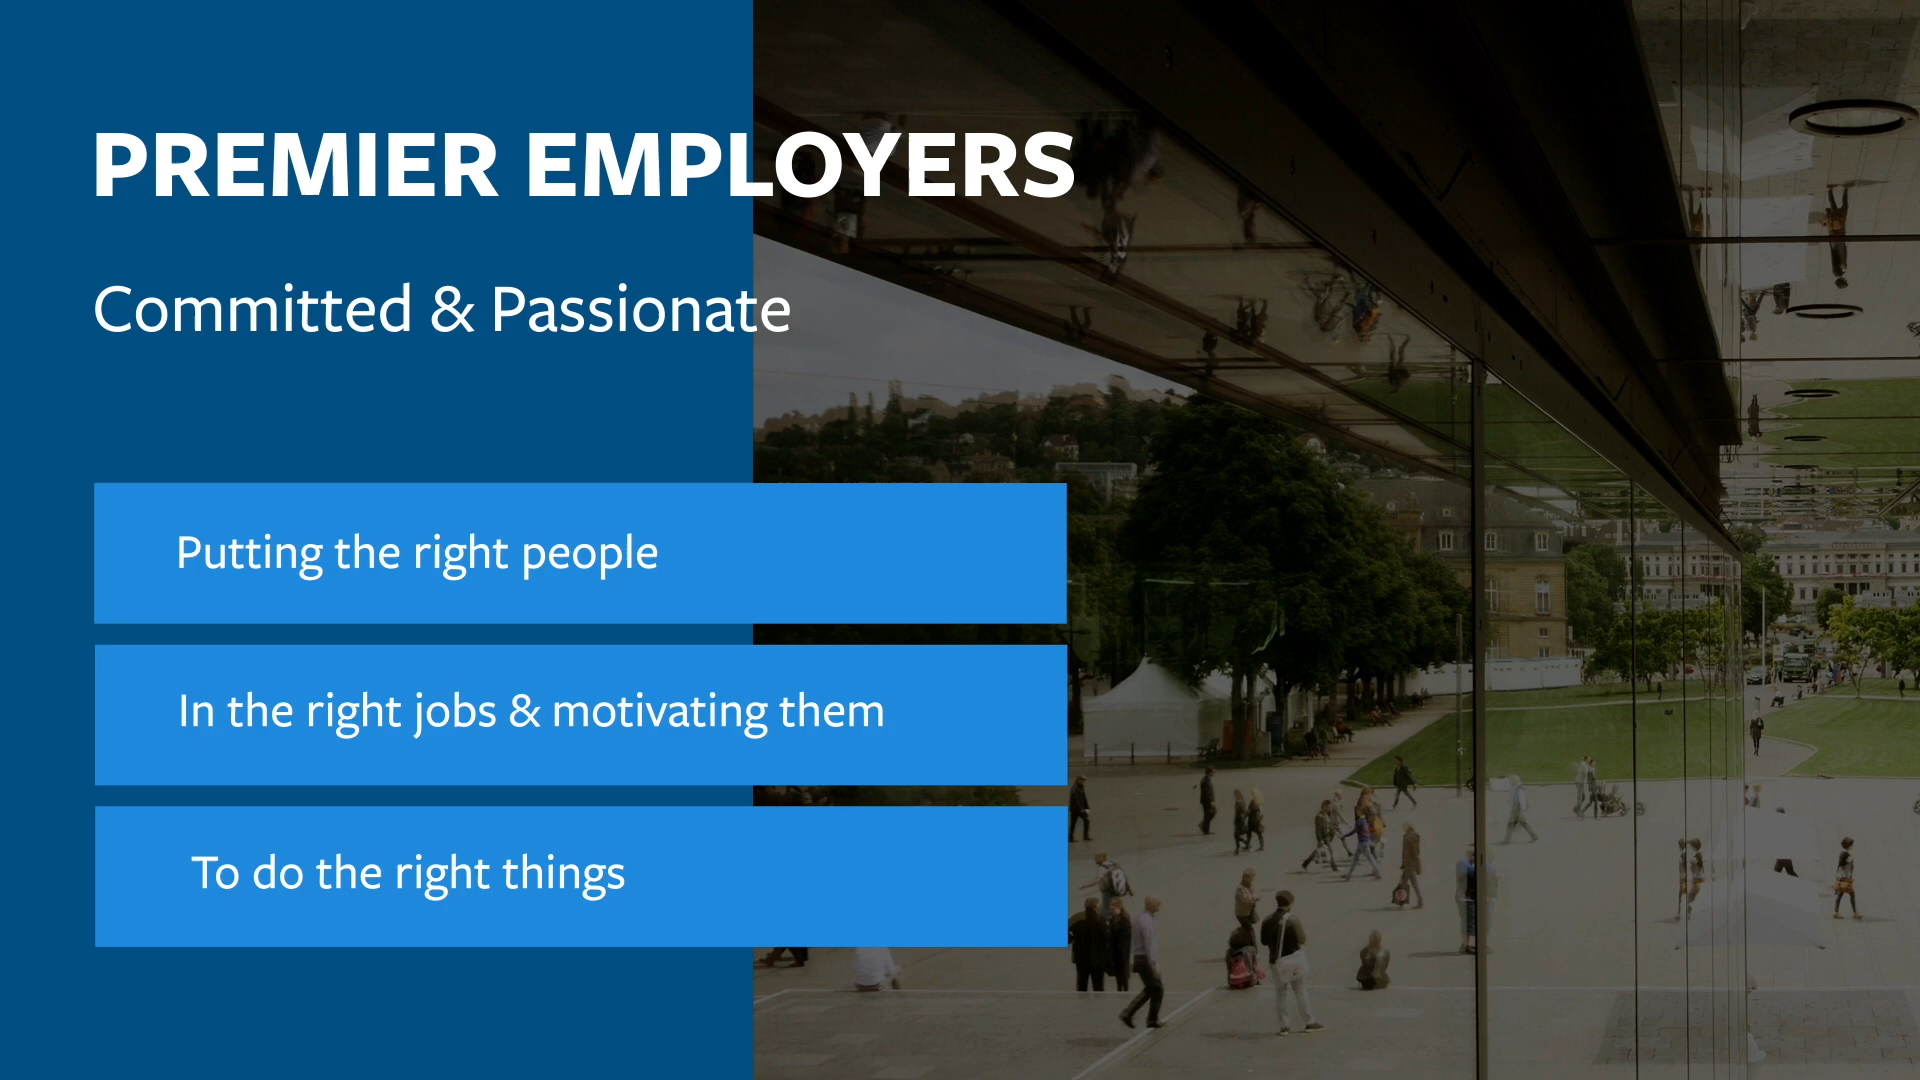 PREMIER EMPLOYERS
Committed & Passionate
Putting the right people
In the right jobs & motivating them
To do the right things